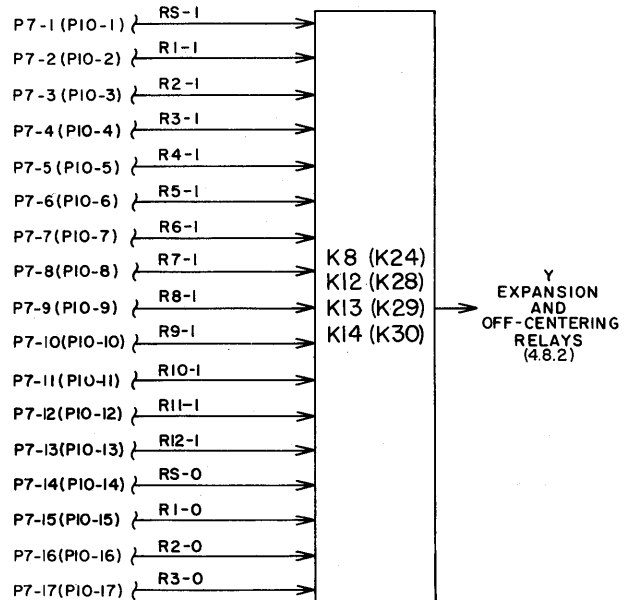 P7-1(P10-1) RS-1
P7-2(P10-2) R1-1
P7-3(P10-3) R2-1
P7-4(P10-4) R3-1
P7-5(P10-5) R4-1
P7-6(P10-6) R5-1
P7-7(P10-7) R6-1
P7-8(P10-8) R7-1
P7-9(P10-9) R8-1
P7-10(P10-10) R9-1
P7-11(P10-11) R10-1
P7-12(P10-12) R11-1
P7-13(P10-13) R12-1
P7-14(P10-14) RS-0
P7-15(P10-15) R1-0
P7-16(P10-16) R2-0
P7-17(P10-17) R3-0
K8 (K24)
K12 (K28)
K13 (K29)
K14 (K30)
Y
EXPANSION
AND
OFF-CENTERING
RELAYS
(4.8.2)